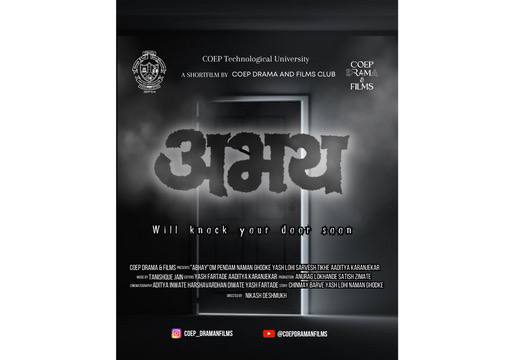 COEP Technological University
A SHORTFILM BY COEP DRAMA AND FILMS CLUB
COEP
DRAMA
&
FILMS
अभय
Will knock your door soon
COEP DRAMA & FILMS PRESENTS "ABHAY" OM PENDAM NAMAN GHODKE YASH LOHI SARVESH TIKHE AADITYA KARANJEKAR
MUSIC BY TANISHQUE JAIN EDITORS YASH FARTADE AADITYA KARANJEKAR PRODUCTION ANURAG LOKHANDE SATISH ZIMATE
CINEMATOGRAPHY ADITYA INWATE HARSHAVARDHAN DIWATE YASH FARTADE STORY CHINMAY BARVE YASH LOHI NAMAN GHODKE
DIRECTED BY NIKASH DESHMUKH
COEP_DRAMANFILMS
@COEPDRAMANFILMS